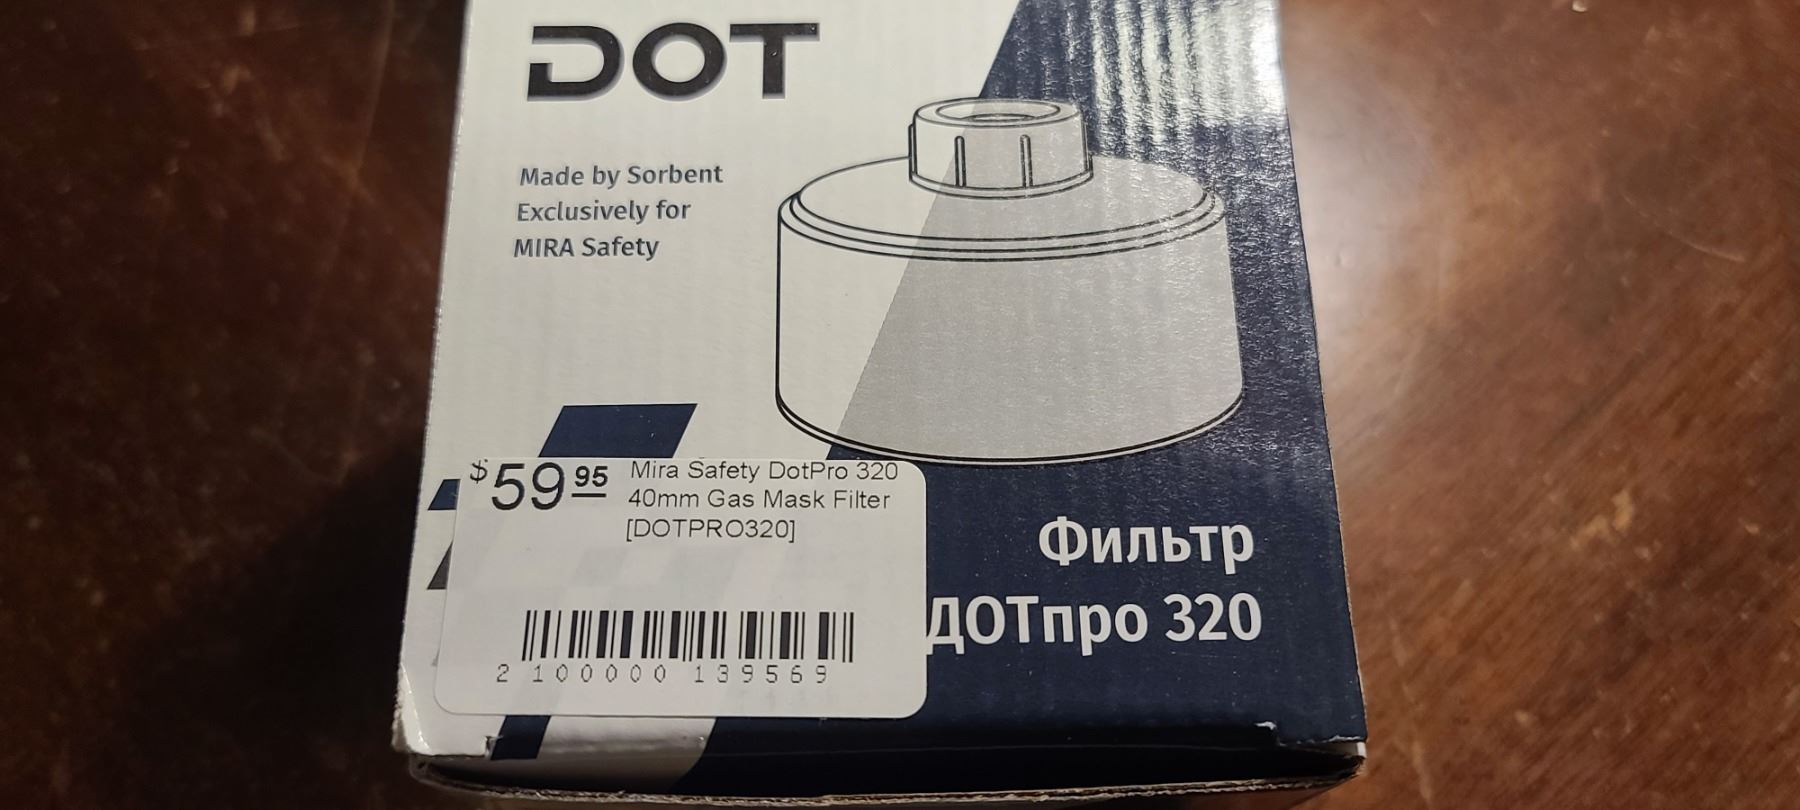 DOT
Made by Sorbent
Exclusively for
MIRA Safety
$59.95
Mira Safety DotPro 320
40mm Gas Mask Filter
[DOTPRO320]
2 100000 139569
Фильтр
ДОТпро 320